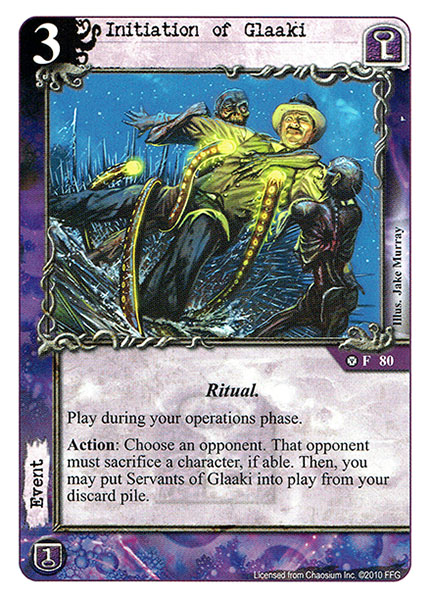 3
Initiation of Glaaki
Illus. Jake Murray
F 80
Ritual.
Play during your operations phase.
Action: Choose an opponent. That opponent
must sacrifice a character, if able. Then, you
may put Servants of Glaaki into play from your
discard pile.
Event
1
Licensed from Chaosium Inc. ©2010 FFG